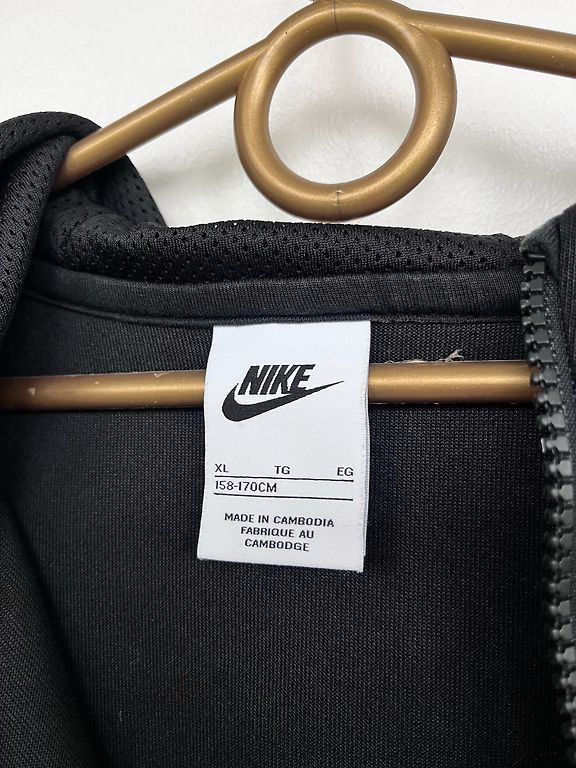 NIKE
XL TG EG
158-170CM
MADE IN CAMBODIA
FABRIQUE AU
CAMBODGE